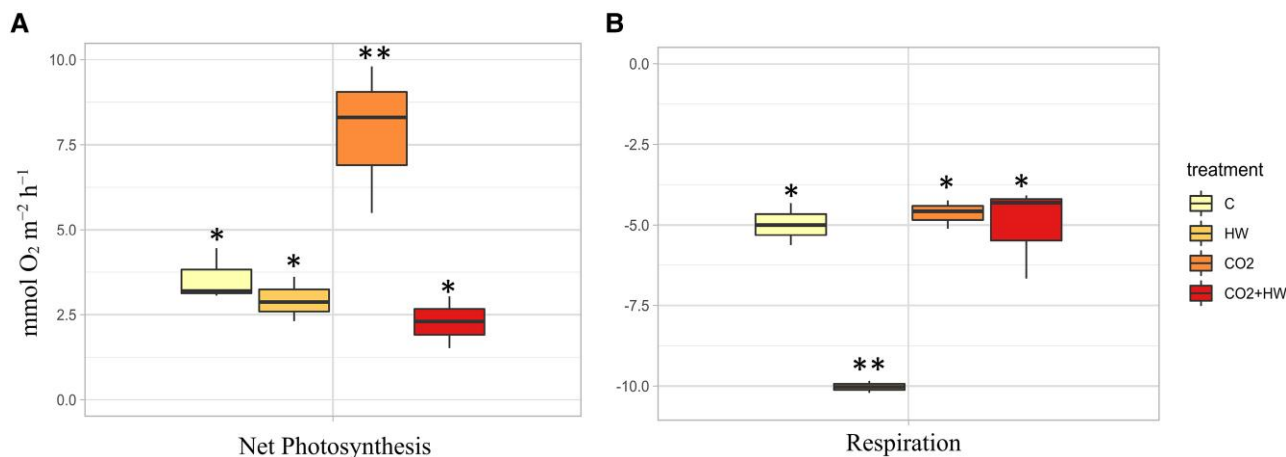 A
10.0
7.5
5.0
2.5
0.0
mmol O₂ m⁻² h⁻¹
**
*
*
*
Net Photosynthesis
B
0.0
-2.5
-5.0
-7.5
-10.0
*
*
*
**
Respiration
treatment
C
HW
CO2
CO2+HW